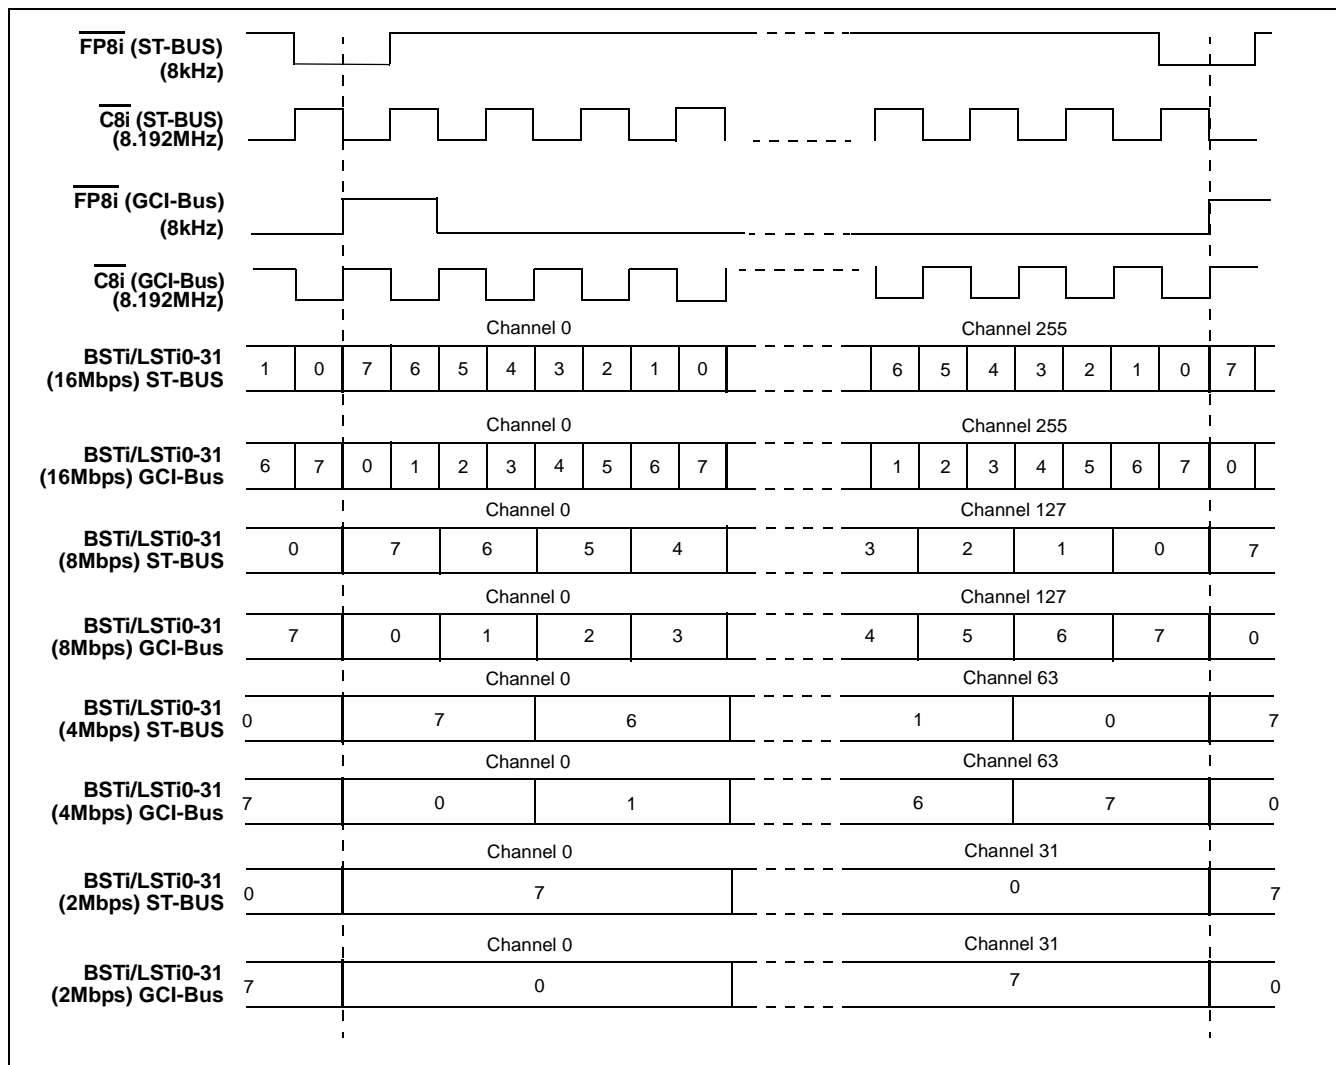 FP8i (ST-BUS)
(8kHz)
C8i (ST-BUS)
(8.192MHz)
FP8i (GCI-Bus)
(8kHz)
C8i (GCI-Bus)
(8.192MHz)
Channel 0 Channel 255
BSTi/LSTi0-31
(16Mbps) ST-BUS
1 0 7 6 5 4 3 2 1 0 6 5 4 3 2 1 0 7
Channel 0 Channel 255
BSTi/LSTi0-31
(16Mbps) GCI-Bus
6 7 0 1 2 3 4 5 6 7 1 2 3 4 5 6 7 0
Channel 0 Channel 127
BSTi/LSTi0-31
(8Mbps) ST-BUS
0 7 6 5 4 3 2 1 0 7
Channel 0 Channel 127
BSTi/LSTi0-31
(8Mbps) GCI-Bus
7 0 1 2 3 4 5 6 7 0
Channel 0 Channel 63
BSTi/LSTi0-31
(4Mbps) ST-BUS
0 7 6 1 0 7
Channel 0 Channel 63
BSTi/LSTi0-31
(4Mbps) GCI-Bus
7 0 1 6 7 0
Channel 0 Channel 31
BSTi/LSTi0-31
(2Mbps) ST-BUS
0 7 0 7
Channel 0 Channel 31
BSTi/LSTi0-31
(2Mbps) GCI-Bus
7 0 7 0